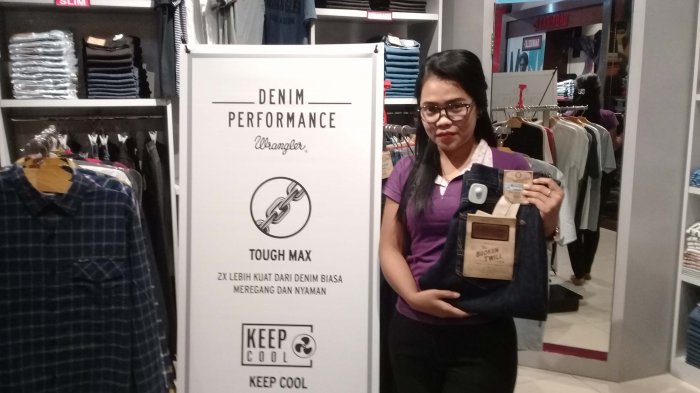 SLIM
DENIM
PERFORMANCE
Wrangler
TOUGH MAX
2X LEBIH KUAT DARI DENIM BIASA
MEREGANG DAN NYAMAN
KEEP
COOL
KEEP COOL
BROKEN
TWILL